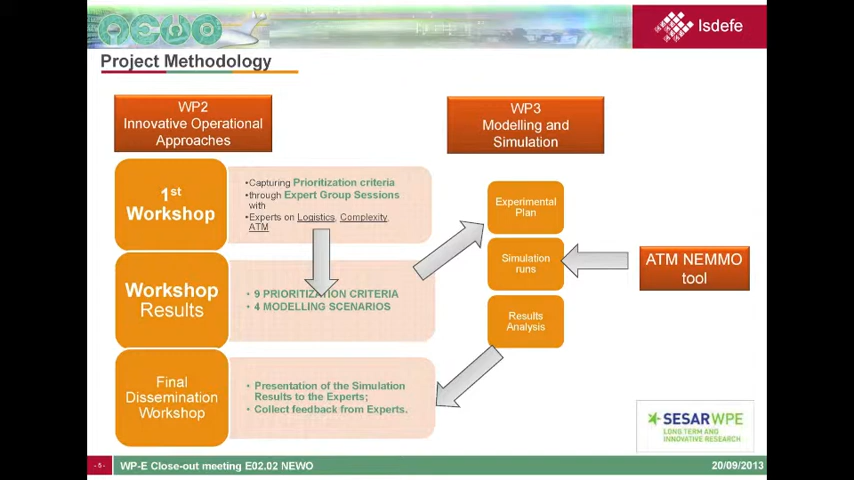 NEWO
Isdefe
Project Methodology
WP2
Innovative Operational
Approaches
WP3
Modelling and
Simulation
1st
Workshop
•Capturing Prioritization criteria
•through Expert Group Sessions
with
•Experts on Logistics, Complexity,
ATM
Workshop
Results
• 9 PRIORITIZATION CRITERIA
• 4 MODELLING SCENARIOS
Final
Dissemination
Workshop
• Presentation of the Simulation
Results to the Experts;
• Collect feedback from Experts.
Experimental
Plan
Simulation
runs
Results
Analysis
ATM NEMMO
tool
SESARWPE
LONG TERM AND
INNOVATIVE RESEARCH
- 5 -
WP-E Close-out meeting E02.02 NEWO
20/09/2013